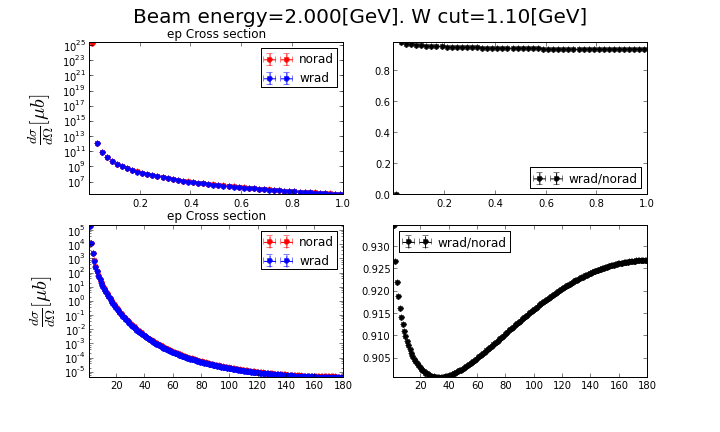 Beam energy=2.000[GeV]. W cut=1.10[GeV]
ep Cross section
10^25
10^23
10^21
10^19
10^17
10^15
10^13
10^11
10^9
10^7
dσ/dΩ [μb]
norad
wrad
0.2 0.4 0.6 0.8 1.0
0.8
0.6
0.4
0.2
0.0
wrad/norad
0.2 0.4 0.6 0.8 1.0
ep Cross section
10^5
10^4
10^3
10^2
10^1
10^0
10^-1
10^-2
10^-3
10^-4
10^-5
dσ/dΩ [μb]
norad
wrad
20 40 60 80 100 120 140 160 180
0.930
0.925
0.920
0.915
0.910
0.905
wrad/norad
20 40 60 80 100 120 140 160 180